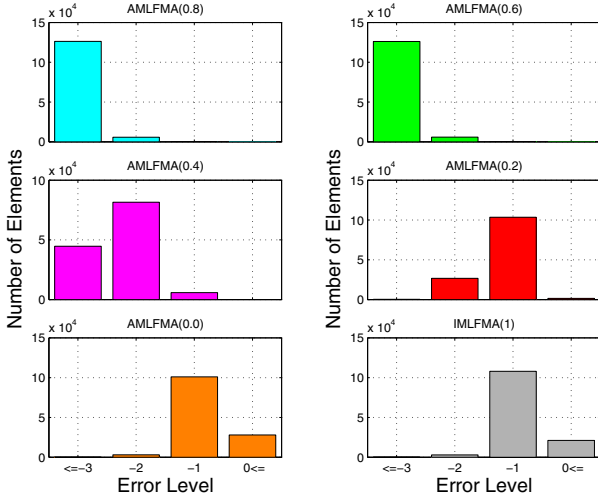 AMLFMA(0.8)
x 10^4
15
10
5
0
AMLFMA(0.6)
x 10^4
15
10
5
0
AMLFMA(0.4)
x 10^4
10
5
0
AMLFMA(0.2)
x 10^4
15
10
5
0
AMLFMA(0.0)
x 10^4
15
10
5
0
<=-3 -2 -1 0<=
Error Level
IMLFMA(1)
x 10^4
15
10
5
0
<=-3 -2 -1 0<=
Error Level
Number of Elements
Number of Elements